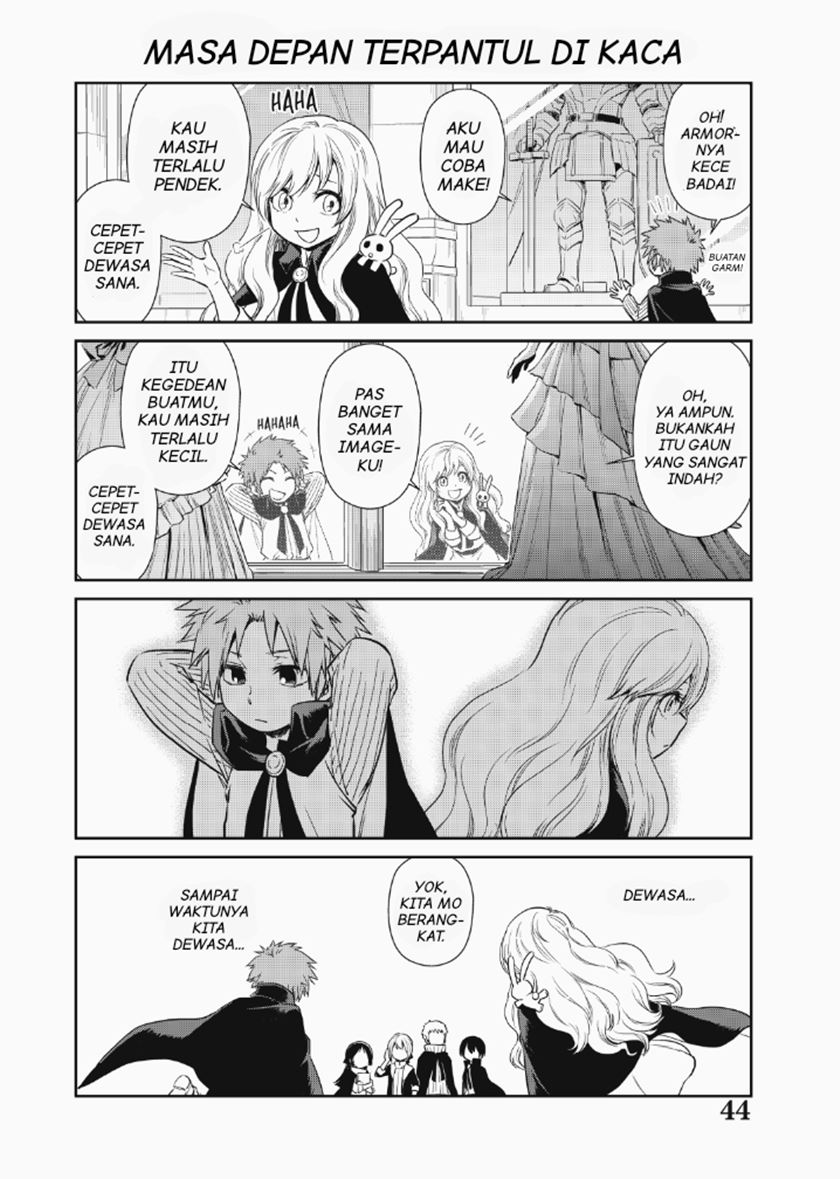 MASA DEPAN TERPANTUL DI KACA
OH!
ARMOR-
NYA
KECE
BADAI!
BUATAN
GARM!
AKU
MAU
COBA
MAKE!
HAHA
KAU
MASIH
TERLALU
PENDEK.
CEPET-
CEPET
DEWASA
SANA.
OH,
YA AMPUN.
BUKANKAH
ITU GAUN
YANG SANGAT
INDAH?
PAS
BANGET
SAMA
IMAGE-
KU!
HAHAHA
ITU
KEGEDEAN
BUATMU,
KAU MASIH
TERLALU
KECIL.
CEPET-
CEPET
DEWASA
SANA.
DEWASA...
YOK,
KITA MO
BERANG-
KAT.
SAMPAI
WAKTUNYA
KITA
DEWASA...
44